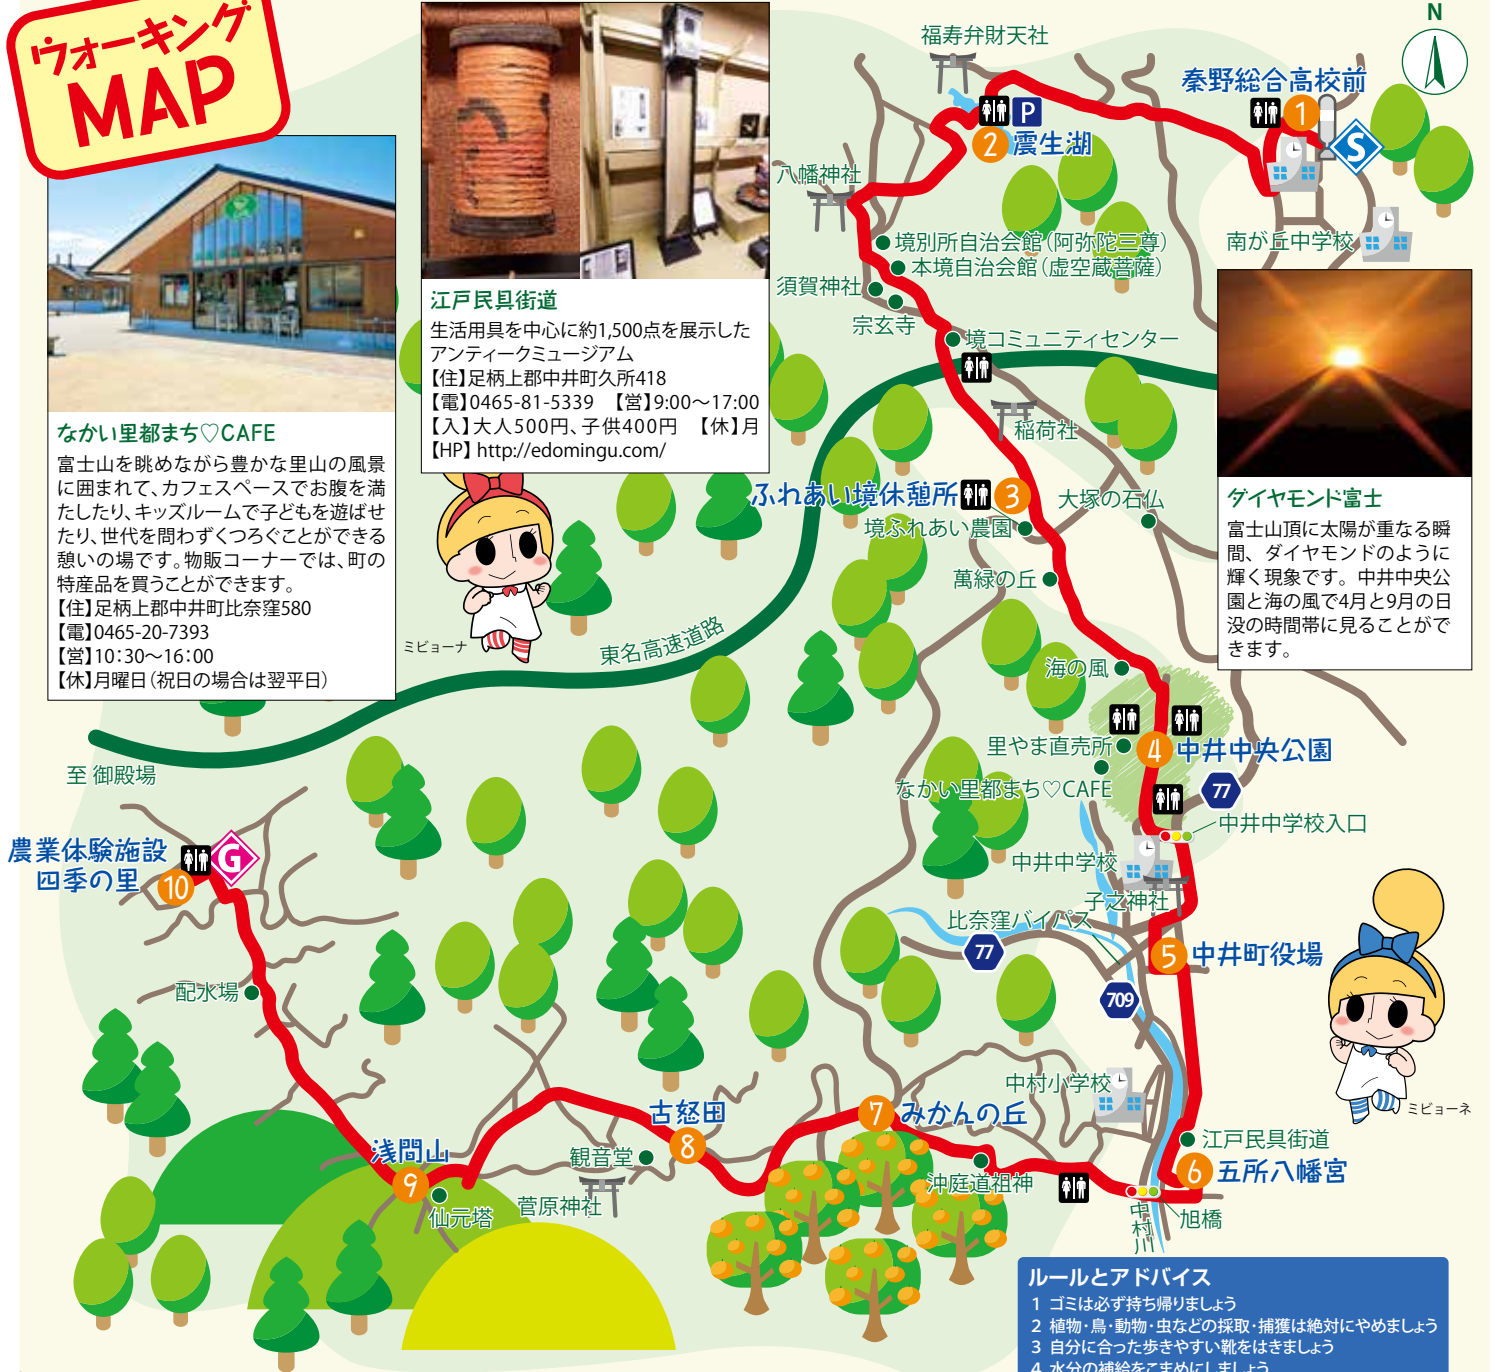 ウォーキング
MAP
なかい里都まち♡CAFE
富士山を眺めながら豊かな里山の風景
に囲まれて、カフェスペースでお腹を満
たしたり、キッズルームで子どもを遊ばせ
たり、世代を問わずくつろぐことができる
憩いの場です。物販コーナーでは、町の
特産品を買うことができます。
【住】足柄上郡中井町比奈窪580
【電】0465-20-7393
【営】10:30〜16:00
【休】月曜日(祝日の場合は翌平日)
江戸民具街道
生活用具を中心に約1,500点を展示した
アンティークミュージアム
【住】足柄上郡中井町久所418
【電】0465-81-5339 【営】9:00〜17:00
【入】大人500円、子供400円 【休】月
【HP】http://edomingu.com/
ミビョーナ
N
福寿弁財天社
秦野総合高校前
1
S
P
2 震生湖
八幡神社
南が丘中学校
境別所自治会館(阿弥陀三尊)
本境自治会館(虚空蔵菩薩)
須賀神社
宗玄寺
境コミュニティセンター
稲荷社
ダイヤモンド富士
富士山頂に太陽が重なる瞬
間、ダイヤモンドのように
輝く現象です。中井中央公
園と海の風で4月と9月の日
没の時間帯に見ることがで
きます。
ふれあい境休憩所 3
大塚の石仏
境ふれあい農園
萬緑の丘
東名高速道路
海の風
至 御殿場
里やま直売所
4 中井中央公園
なかい里都まち♡CAFE
77
中井中学校入口
中井中学校
農業体験施設
四季の里
10
G
子之神社
比奈窪バイパス
77
5 中井町役場
709
配水場
中村小学校
ミビョーネ
古怒田
8
7 みかんの丘
江戸民具街道
浅間山
9
観音堂
沖庭道祖神
6 五所八幡宮
菅原神社
仙元塔
中村川
旭橋
ルールとアドバイス
1 ゴミは必ず持ち帰りましょう
2 植物・鳥・動物・虫などの採取・捕獲は絶対にやめましょう
3 自分に合った歩きやすい靴をはきましょう
4 水分の補給をこまめにしましょう